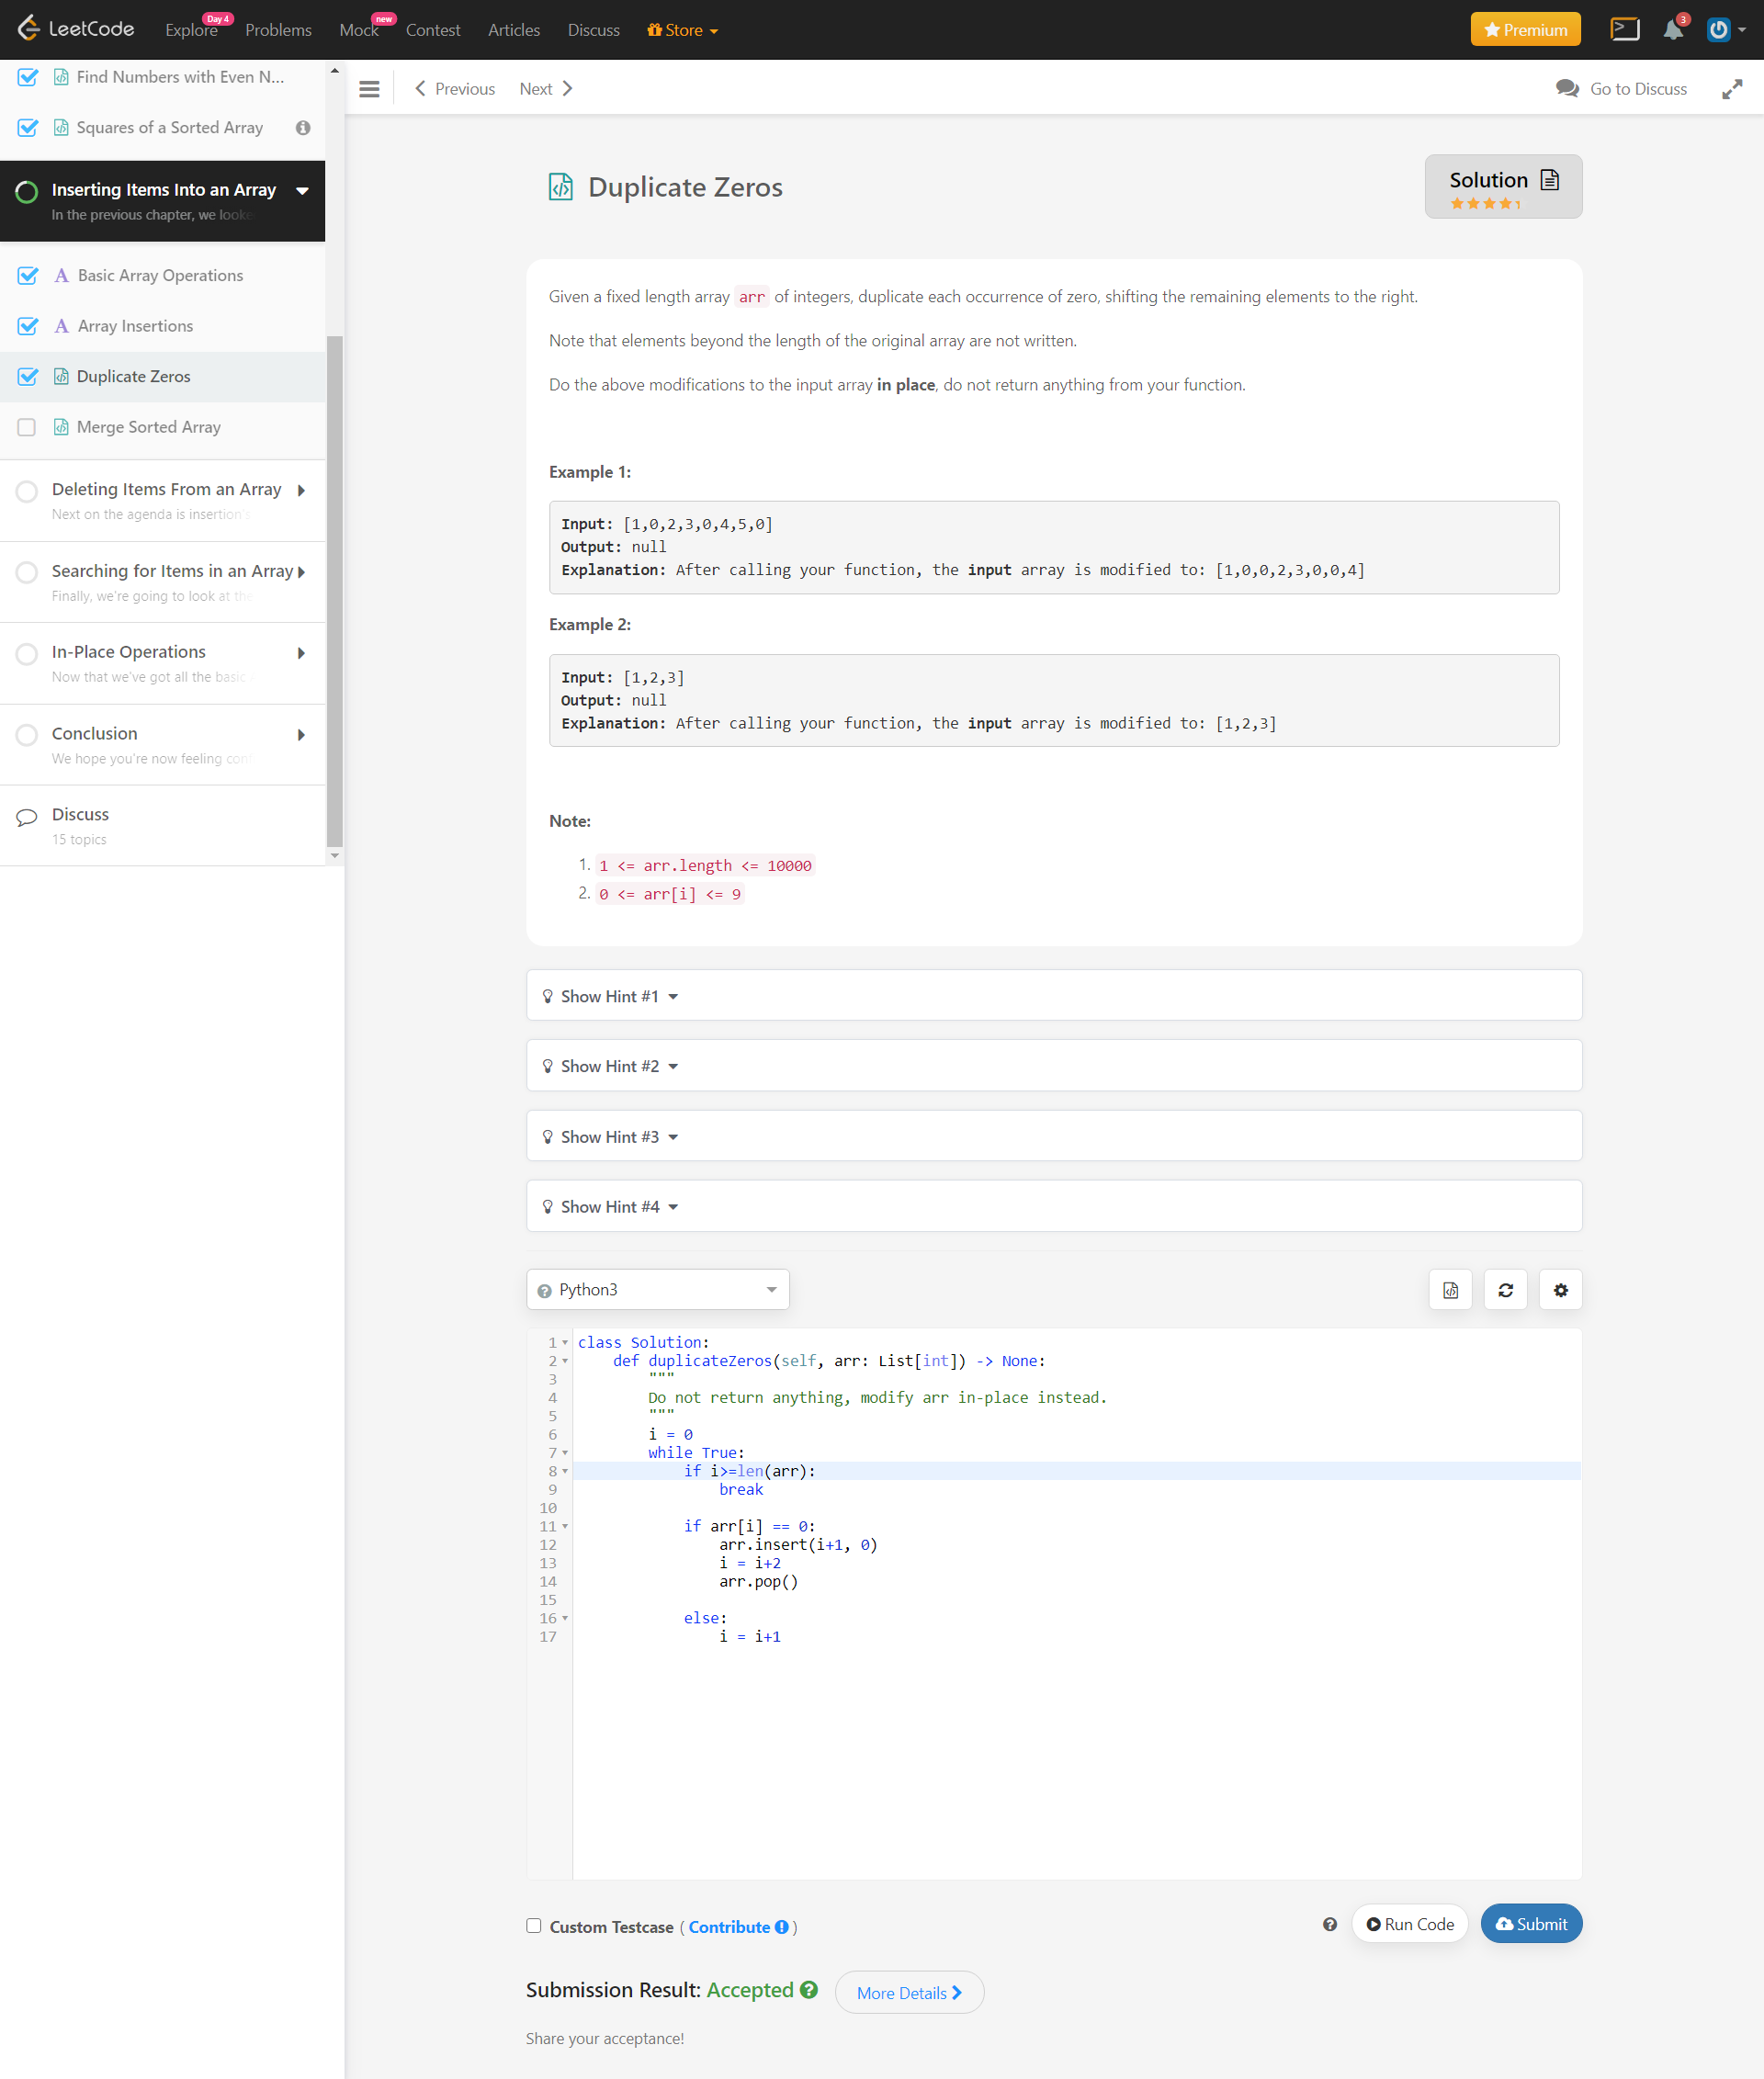 LeetCode
Explore
Day 4
Problems
Mock
new
Contest
Articles
Discuss
Store
Premium
3
Find Numbers with Even N...
Squares of a Sorted Array
Inserting Items Into an Array
In the previous chapter, we looke
Basic Array Operations
Array Insertions
Duplicate Zeros
Merge Sorted Array
Deleting Items From an Array
Next on the agenda is insertion's
Searching for Items in an Array
Finally, we're going to look at the
In-Place Operations
Now that we've got all the basic
Conclusion
We hope you're now feeling conf
Discuss
15 topics
Previous
Next
Go to Discuss
Duplicate Zeros
Solution
Given a fixed length array arr of integers, duplicate each occurrence of zero, shifting the remaining elements to the right.
Note that elements beyond the length of the original array are not written.
Do the above modifications to the input array in place, do not return anything from your function.
Example 1:
Input: [1,0,2,3,0,4,5,0]
Output: null
Explanation: After calling your function, the input array is modified to: [1,0,0,2,3,0,0,4]
Example 2:
Input: [1,2,3]
Output: null
Explanation: After calling your function, the input array is modified to: [1,2,3]
Note:
1. 1 <= arr.length <= 10000
2. 0 <= arr[i] <= 9
Show Hint #1
Show Hint #2
Show Hint #3
Show Hint #4
Python3
1 class Solution:
2     def duplicateZeros(self, arr: List[int]) -> None:
3         """
4         Do not return anything, modify arr in-place instead.
5         """
6         i = 0
7         while True:
8             if i>=len(arr):
9                 break
10
11             if arr[i] == 0:
12                 arr.insert(i+1, 0)
13                 i = i+2
14                 arr.pop()
15
16             else:
17                 i = i+1
Custom Testcase ( Contribute )
Run Code
Submit
Submission Result: Accepted
More Details
Share your acceptance!